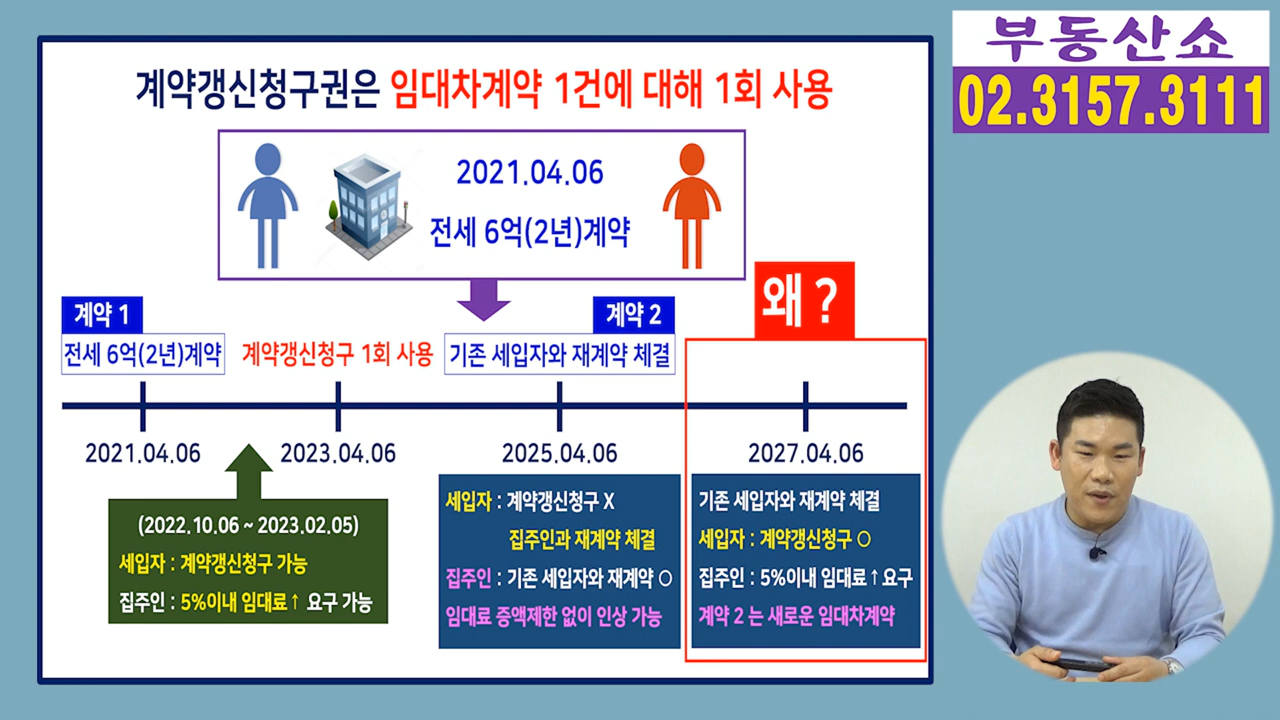 부동산쇼
02.3157.3111
계약갱신청구권은 임대차계약 1건에 대해 1회 사용
2021.04.06
전세 6억(2년)계약
왜 ?
계약 1
계약 2
전세 6억(2년)계약
계약갱신청구 1회 사용
기존 세입자와 재계약 체결
2021.04.06
2023.04.06
2025.04.06
2027.04.06
(2022.10.06 ~ 2023.02.05)
세입자 : 계약갱신청구 가능
집주인 : 5%이내 임대료↑ 요구 가능
세입자 : 계약갱신청구 X
집주인과 재계약 체결
집주인 : 기존 세입자와 재계약 O
임대료 증액제한 없이 인상 가능
기존 세입자와 재계약 체결
세입자 : 계약갱신청구 O
집주인 : 5%이내 임대료↑요구
계약 2 는 새로운 임대차계약